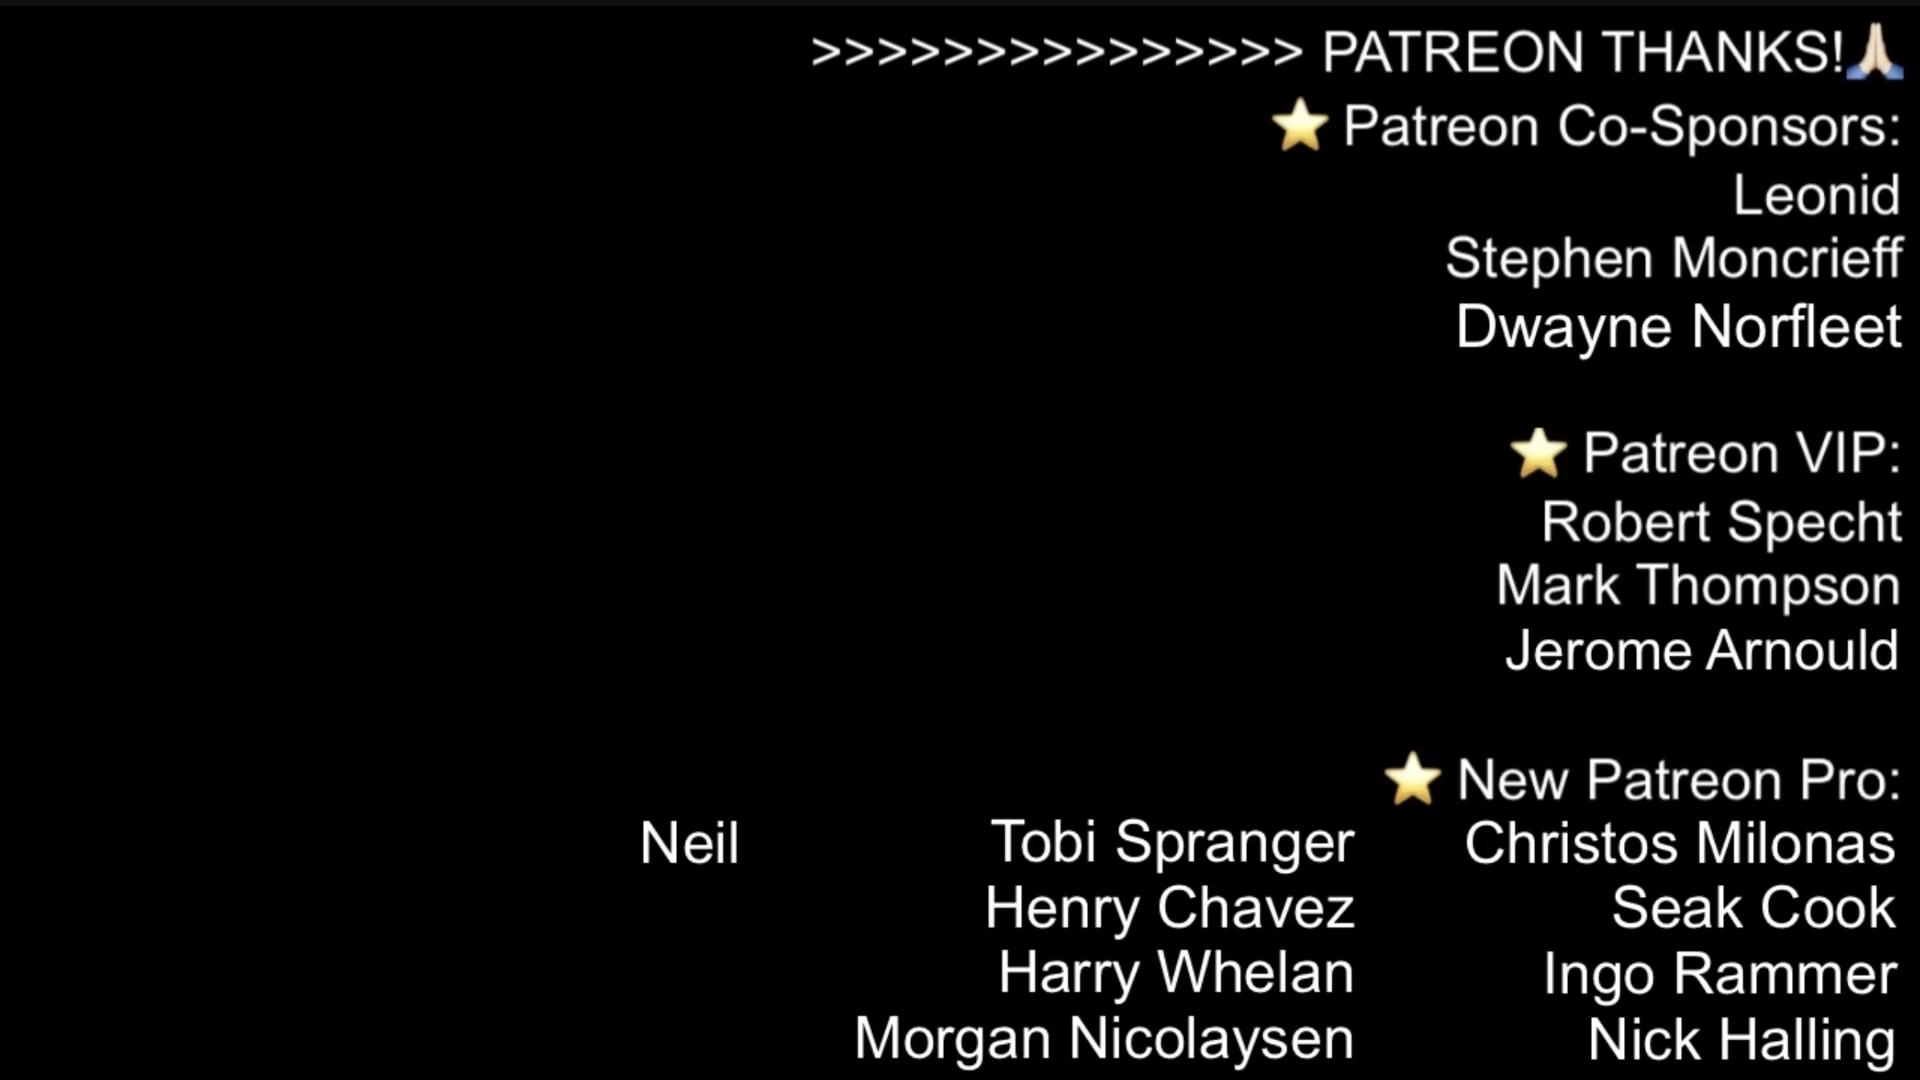 >>>>>>>>>>>>>>> PATREON THANKS!🙏🏻
⭐ Patreon Co-Sponsors:
Leonid
Stephen Moncrieff
Dwayne Norfleet
⭐ Patreon VIP:
Robert Specht
Mark Thompson
Jerome Arnould
⭐ New Patreon Pro:
Neil Tobi Spranger Christos Milonas
Henry Chavez Seak Cook
Harry Whelan Ingo Rammer
Morgan Nicolaysen Nick Halling